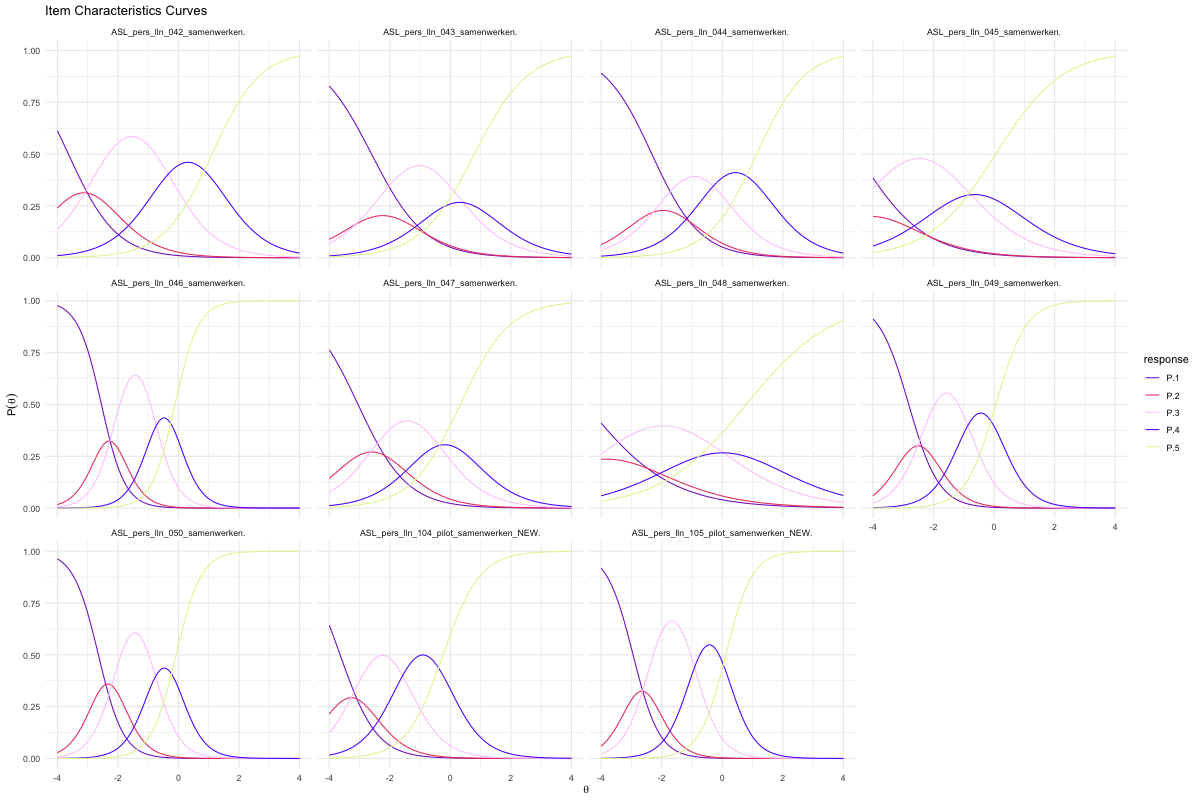 Item Characteristics Curves
ASL_pers_lln_042_samenwerken.
ASL_pers_lln_043_samenwerken.
ASL_pers_lln_044_samenwerken.
ASL_pers_lln_045_samenwerken.
1.00
0.75
0.50
0.25
0.00
ASL_pers_lln_046_samenwerken.
ASL_pers_lln_047_samenwerken.
ASL_pers_lln_048_samenwerken.
ASL_pers_lln_049_samenwerken.
1.00
0.75
0.50
0.25
0.00
-4 -2 0 2 4
P(θ)
ASL_pers_lln_050_samenwerken.
ASL_pers_lln_104_pilot_samenwerken_NEW.
ASL_pers_lln_105_pilot_samenwerken_NEW.
1.00
0.75
0.50
0.25
0.00
-4 -2 0 2 4
-4 -2 0 2 4
-4 -2 0 2 4
θ
response
P.1
P.2
P.3
P.4
P.5